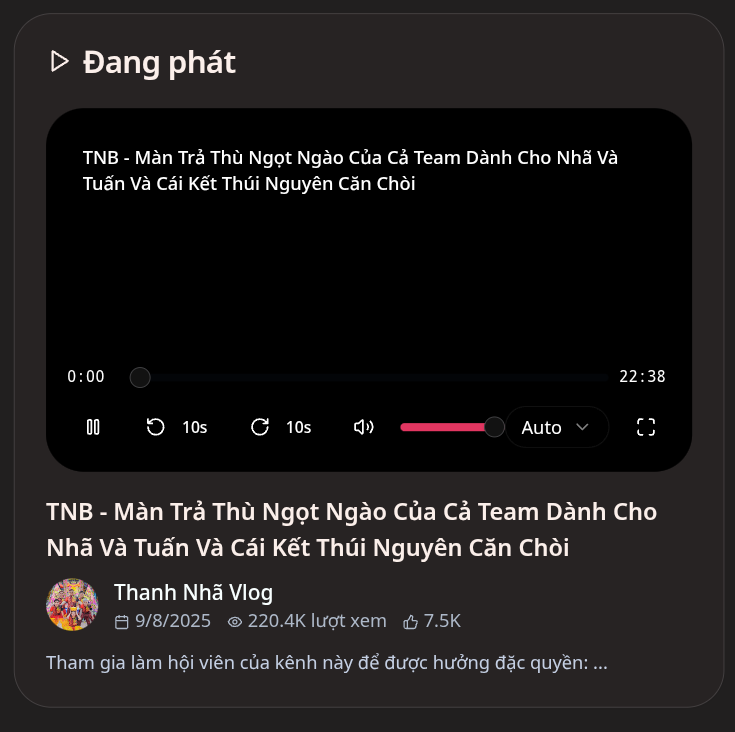 Đang phát
TNB - Màn Trả Thù Ngọt Ngào Của Cả Team Dành Cho Nhã Và
Tuấn Và Cái Kết Thúi Nguyên Căn Chòi
0:00
22:38
10s
10s
Auto
TNB - Màn Trả Thù Ngọt Ngào Của Cả Team Dành Cho
Nhã Và Tuấn Và Cái Kết Thúi Nguyên Căn Chòi
Thanh Nhã Vlog
9/8/2025 220.4K lượt xem 7.5K
Tham gia làm hội viên của kênh này để được hưởng đặc quyền: ...